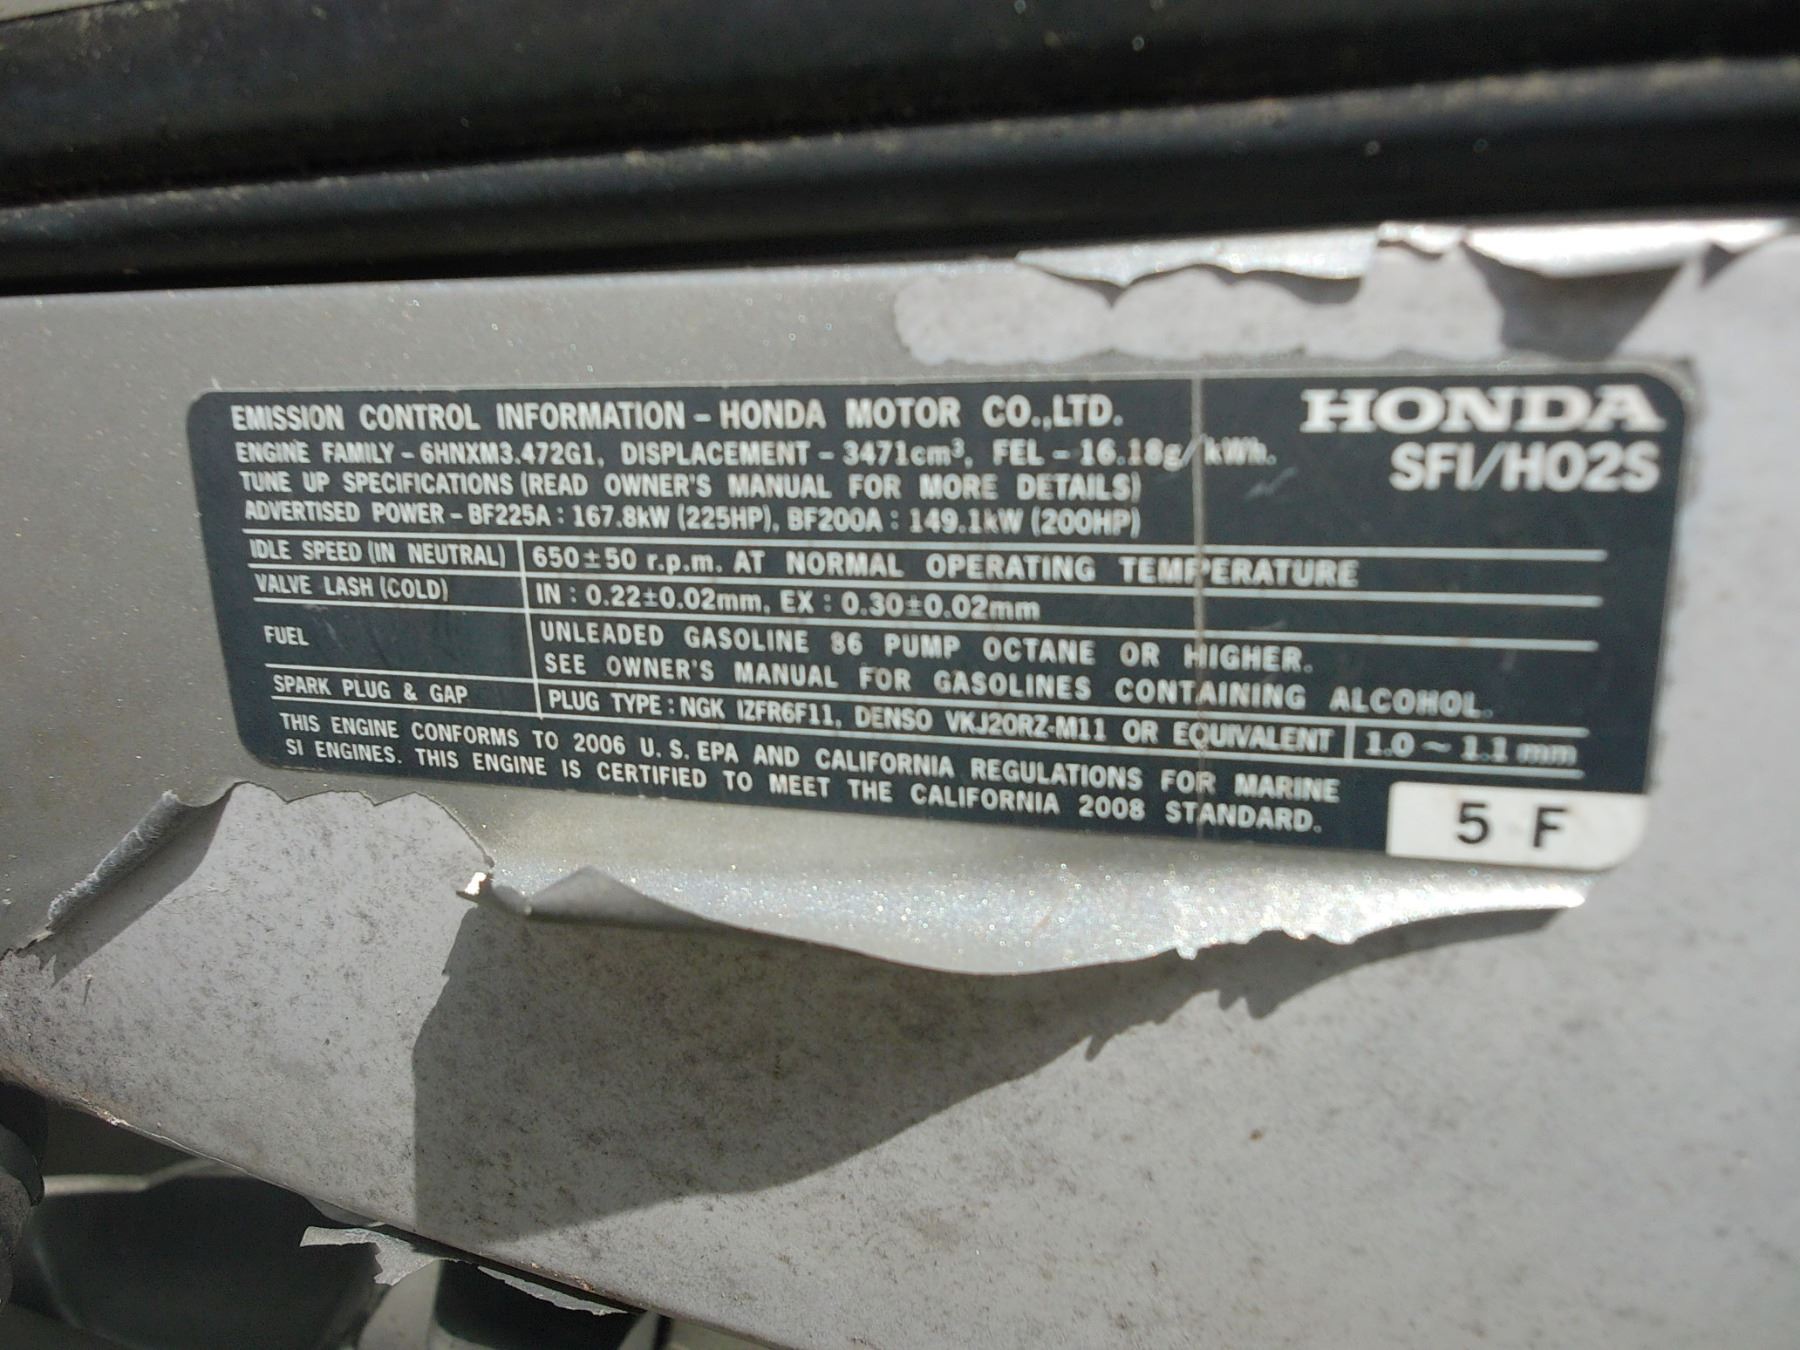 EMISSION CONTROL INFORMATION – HONDA MOTOR CO.,LTD.
HONDA
ENGINE FAMILY – 6HNXM3.472G1, DISPLACEMENT – 3471cm³, FEL – 16.18g/kWh.
SFI/HO2S
TUNE UP SPECIFICATIONS (READ OWNER'S MANUAL FOR MORE DETAILS)
ADVERTISED POWER – BF225A : 167.8kW (225HP), BF200A : 149.1kW (200HP)
IDLE SPEED (IN NEUTRAL) 650±50 r.p.m. AT NORMAL OPERATING TEMPERATURE
VALVE LASH (COLD) IN : 0.22±0.02mm, EX : 0.30±0.02mm
FUEL UNLEADED GASOLINE 86 PUMP OCTANE OR HIGHER.
SEE OWNER'S MANUAL FOR GASOLINES CONTAINING ALCOHOL.
SPARK PLUG & GAP PLUG TYPE : NGK IZFR6F11, DENSO VKJ20RZ-M11 OR EQUIVALENT 1.0 ~ 1.1 mm
THIS ENGINE CONFORMS TO 2006 U. S. EPA AND CALIFORNIA REGULATIONS FOR MARINE
SI ENGINES. THIS ENGINE IS CERTIFIED TO MEET THE CALIFORNIA 2008 STANDARD.
5 F